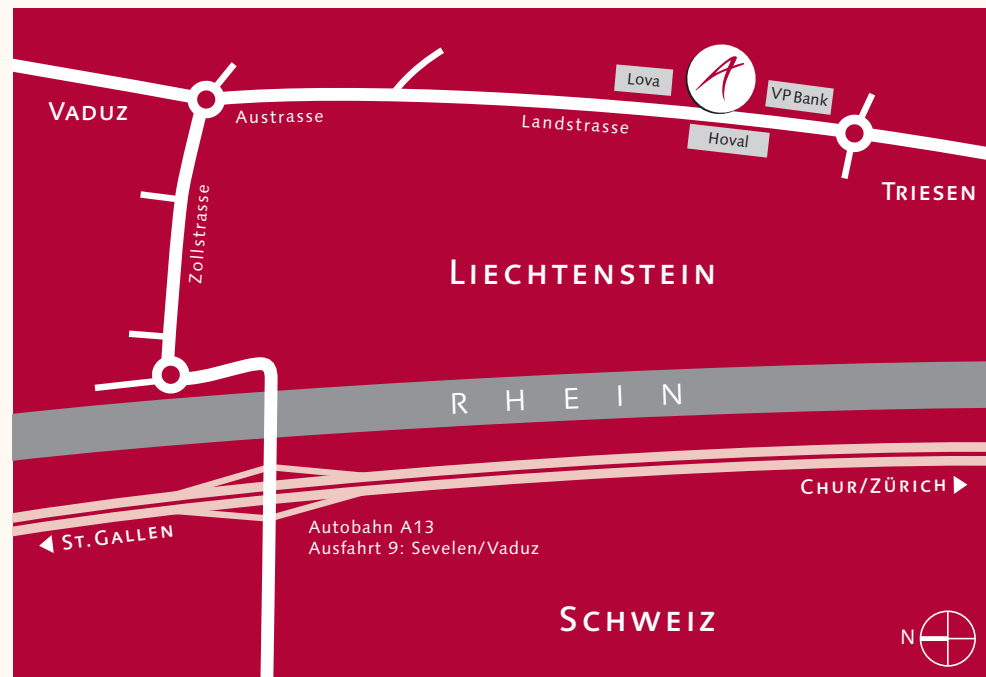 Lova
VP Bank
VADUZ
Austrasse
Landstrasse
Hoval
TRIESEN
Zollstrasse
LIECHTENSTEIN
RHEIN
CHUR/ZÜRICH
ST.GALLEN
Autobahn A13
Ausfahrt 9: Sevelen/Vaduz
SCHWEIZ
N